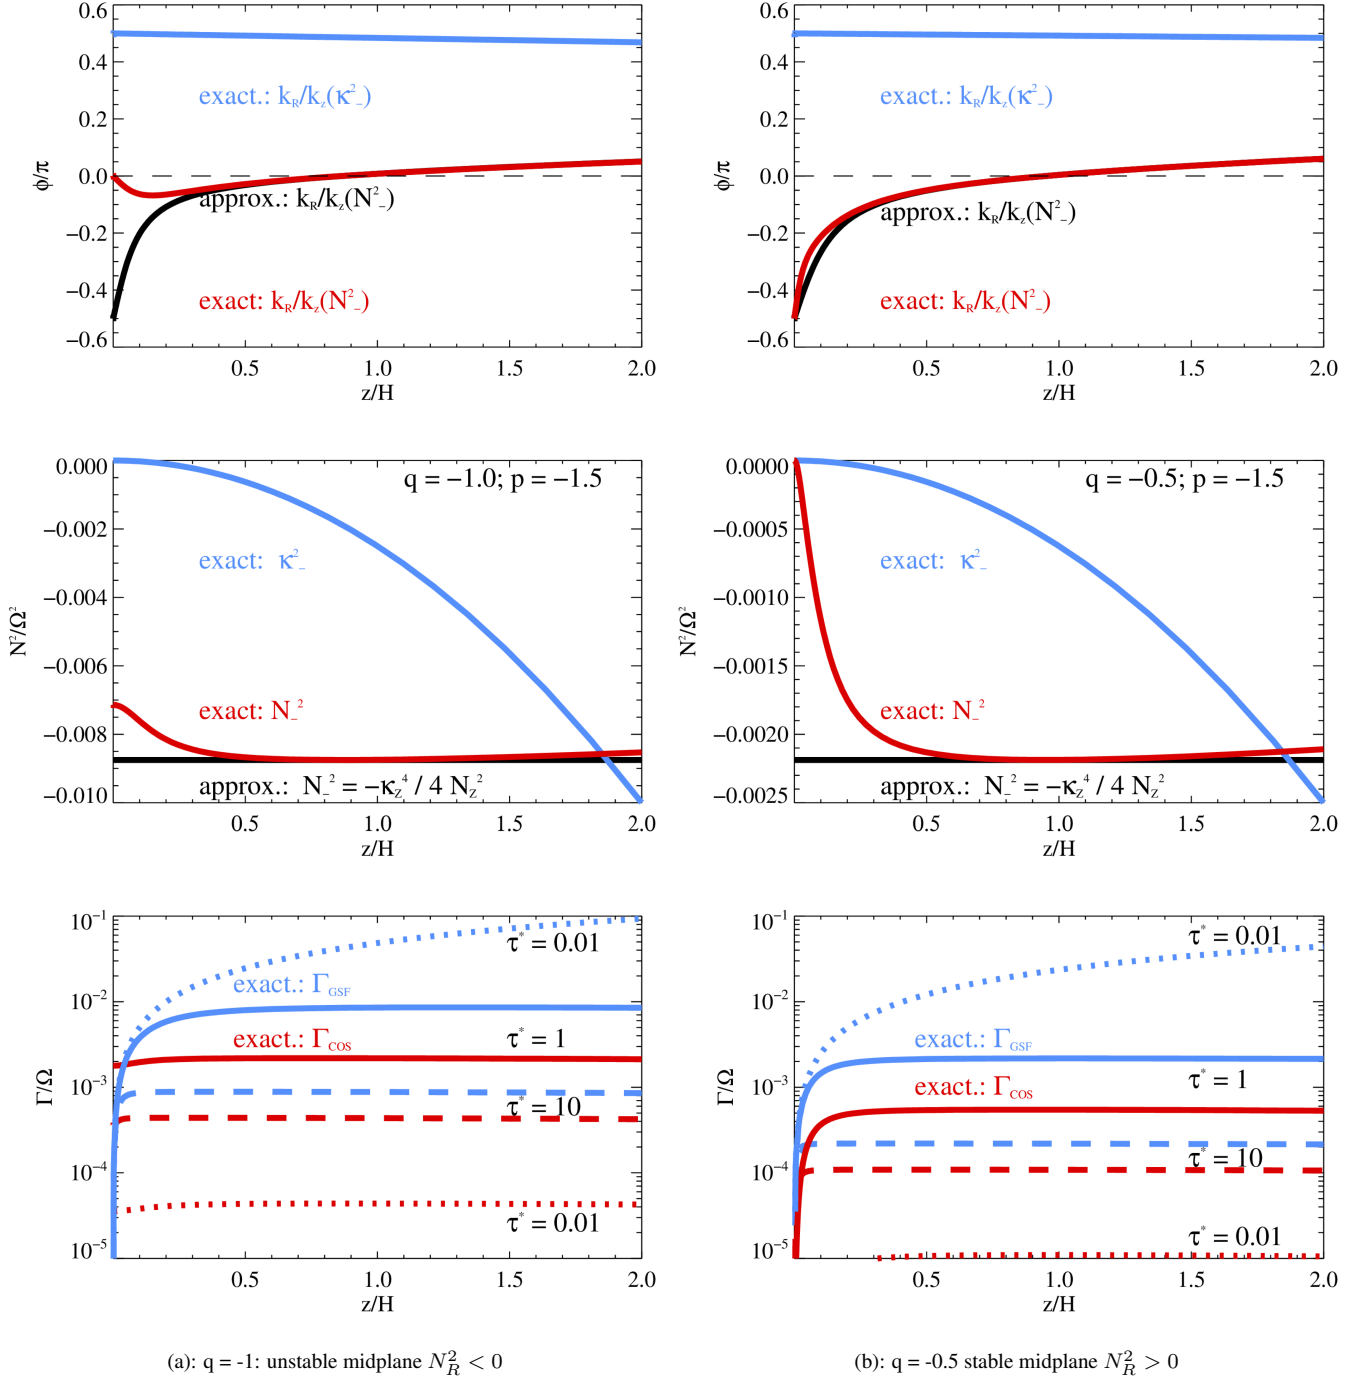 0.6
0.4
0.2
0.0
−0.2
−0.4
−0.6
ϕ/π
exact.: k_R/k_z(κ²_−)
approx.: k_R/k_z(N²_−)
exact: k_R/k_z(N²_−)
0.5 1.0 1.5 2.0
z/H
0.6
0.4
0.2
0.0
−0.2
−0.4
−0.6
ϕ/π
exact.: k_R/k_z(κ²_−)
approx.: k_R/k_z(N²_−)
exact: k_R/k_z(N²_−)
0.5 1.0 1.5 2.0
z/H
0.000
−0.002
−0.004
−0.006
−0.008
−0.010
N²/Ω²
q = −1.0; p = −1.5
exact: κ²_−
exact: N_−²
approx.: N_−² = −κ_z⁴ / 4 N_z²
0.5 1.0 1.5 2.0
z/H
0.0000
−0.0005
−0.0010
−0.0015
−0.0020
−0.0025
N²/Ω²
q = −0.5; p = −1.5
exact: κ²_−
exact: N_−²
approx.: N_−² = −κ_z⁴ / 4 N_z²
0.5 1.0 1.5 2.0
z/H
10⁻¹
10⁻²
10⁻³
10⁻⁴
10⁻⁵
Γ/Ω
τ* = 0.01
exact.: Γ_GSF
exact.: Γ_COS
τ* = 1
τ* = 10
τ* = 0.01
0.5 1.0 1.5 2.0
z/H
10⁻¹
10⁻²
10⁻³
10⁻⁴
10⁻⁵
Γ/Ω
τ* = 0.01
exact.: Γ_GSF
τ* = 1
exact.: Γ_COS
τ* = 10
τ* = 0.01
0.5 1.0 1.5 2.0
z/H
(a): q = -1: unstable midplane N_R² < 0
(b): q = -0.5 stable midplane N_R² > 0